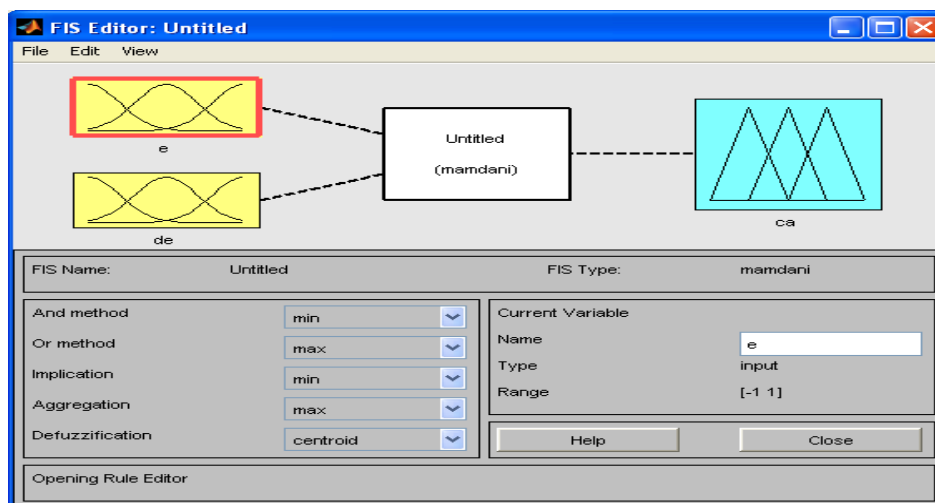 FIS Editor: Untitled
File Edit View
e
de
Untitled
(mamdani)
ca
FIS Name: Untitled FIS Type: mamdani
And method min
Or method max
Implication min
Aggregation max
Defuzzification centroid
Current Variable
Name e
Type input
Range [-1 1]
Help Close
Opening Rule Editor